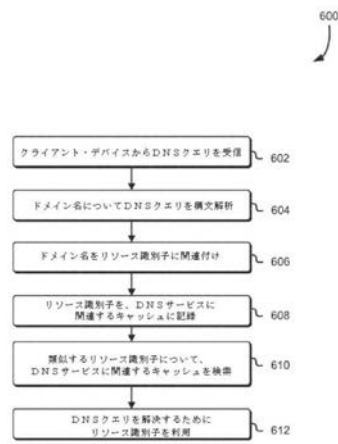 600
クライアント・デバイスからDNSクエリを受信
602
ドメイン名についてDNSクエリを構文解析
604
ドメイン名をリソース識別子に関連付け
606
リソース識別子を、DNSサービスに
関連するキャッシュに記録
608
類似するリソース識別子について、
DNSサービスに関連するキャッシュを検索
610
DNSクエリを解決するために
リソース識別子を利用
612